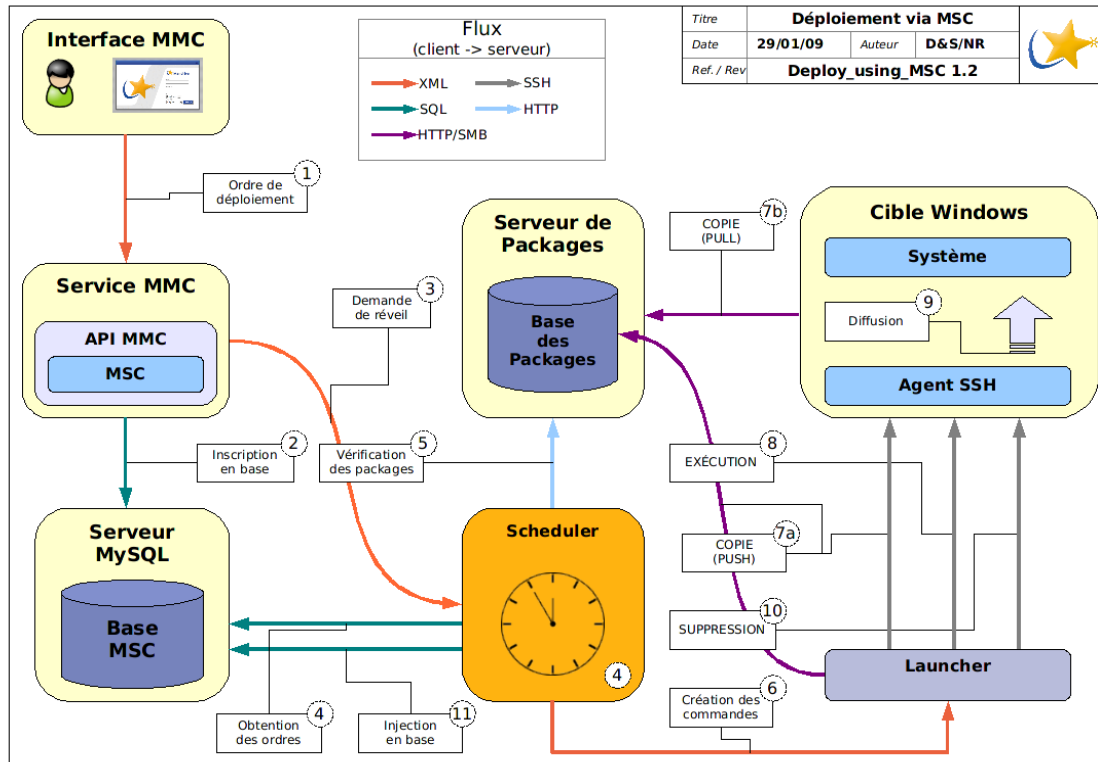 Interface MMC
Flux
(client -> serveur)
XML
SSH
SQL
HTTP
HTTP/SMB
Titre
Déploiement via MSC
Date
29/01/09
Auteur
D&S/NR
Ref. / Rev
Deploy_using_MSC 1.2
1
Ordre de
déploiement
Service MMC
API MMC
MSC
3
Demande
de réveil
Serveur de
Packages
Base
des
Packages
7b
COPIE
(PULL)
Cible Windows
Système
9
Diffusion
Agent SSH
2
Inscription
en base
5
Vérification
des packages
8
EXÉCUTION
7a
COPIE
(PUSH)
10
SUPPRESSION
Serveur
MySQL
Base
MSC
Scheduler
4
Launcher
4
Obtention
des ordres
11
Injection
en base
6
Création des
commandes